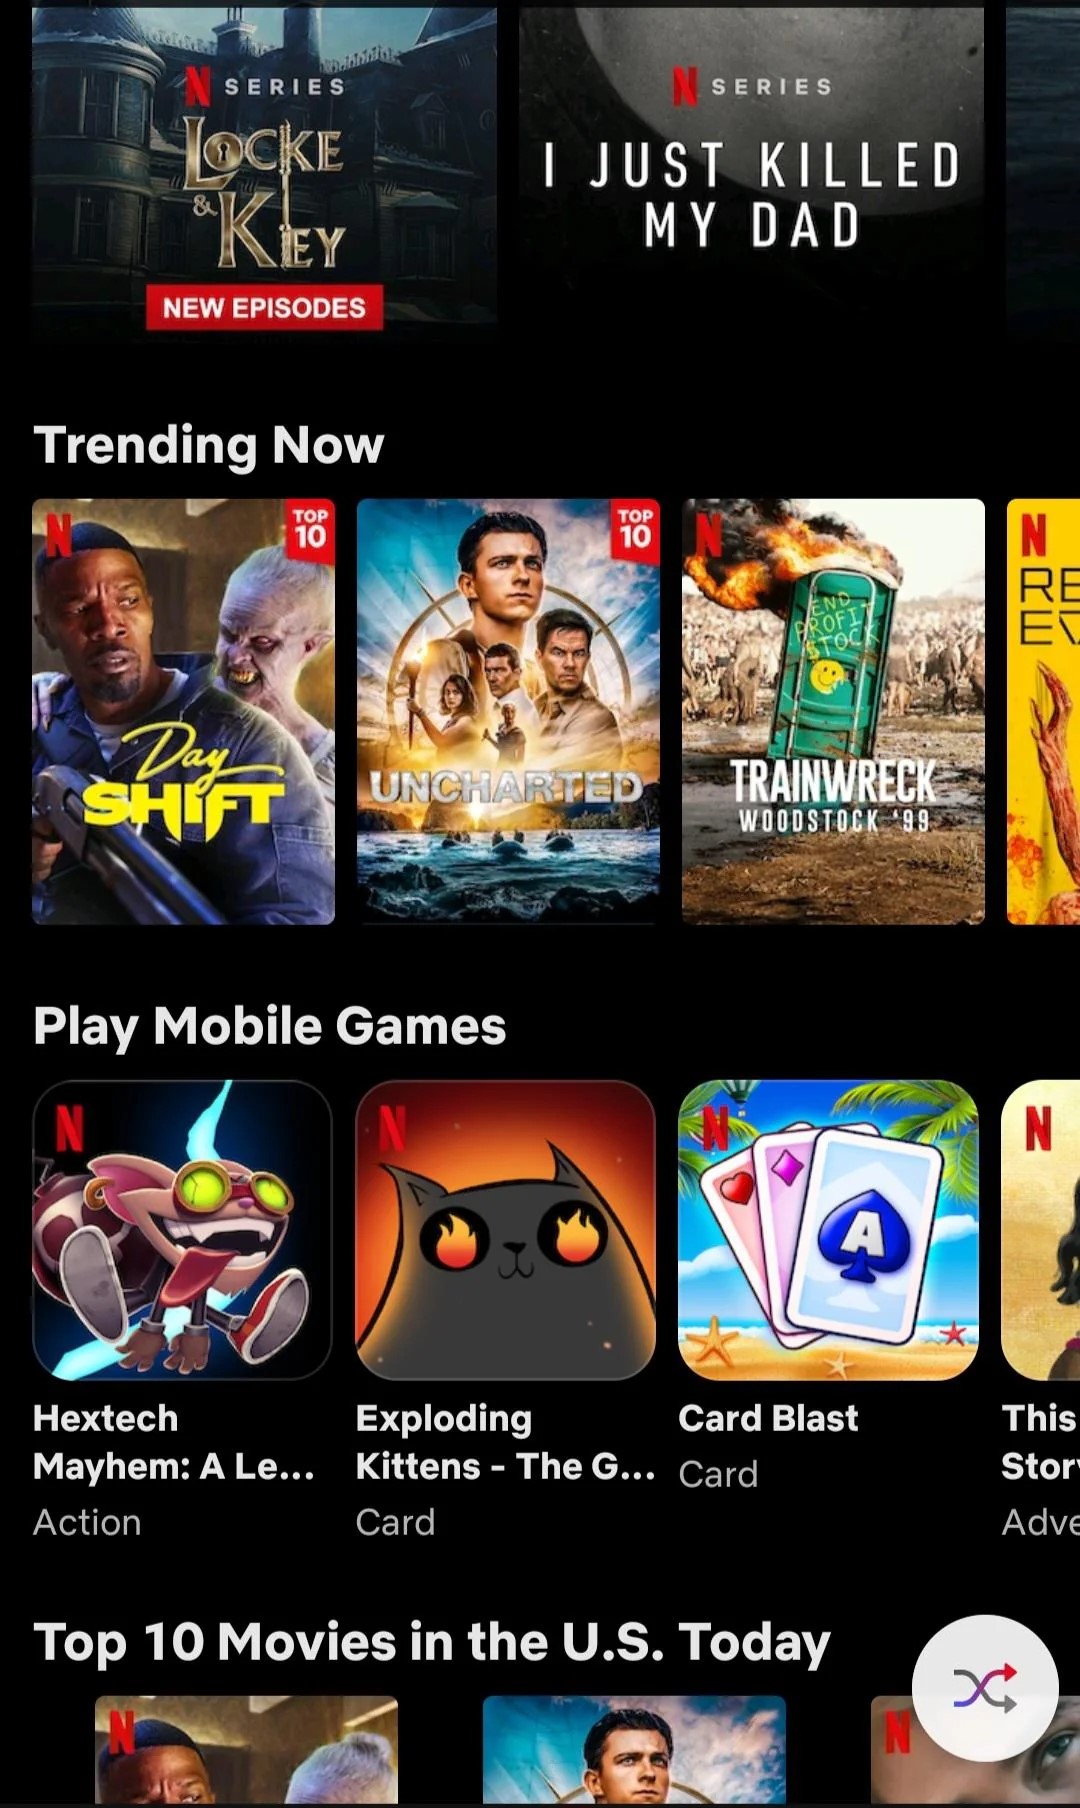 N SERIES
LOCKE
& KEY
NEW EPISODES
N SERIES
I JUST KILLED
MY DAD
Trending Now
N
TOP
10
Day
SHIFT
TOP
10
UNCHARTED
N
END
PROFIT
STOCK
TRAINWRECK
WOODSTOCK '99
N
RE
EV
Play Mobile Games
N
Hextech
Mayhem: A Le...
Action
N
Exploding
Kittens - The G...
Card
N
A
Card Blast
Card
N
This
Story
Adve
Top 10 Movies in the U.S. Today
N
N